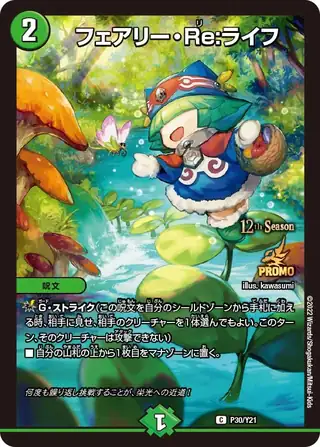 2
フェアリー・Re:ライフ
リ
12th Season
PROMO
illus. kawasumi
呪文
G・ストライク(この呪文を自分のシールドゾーンから手札に加え
る時、相手に見せ、相手のクリーチャーを1体選んでもよい。このター
ン、そのクリーチャーは攻撃できない)
■自分の山札の上から1枚目をマナゾーンに置く。
何度も繰り返し挑戦することが、栄光への近道!
1
C P30/Y21
©2022 Wizards/Shogakukan/Mitsui-Kids